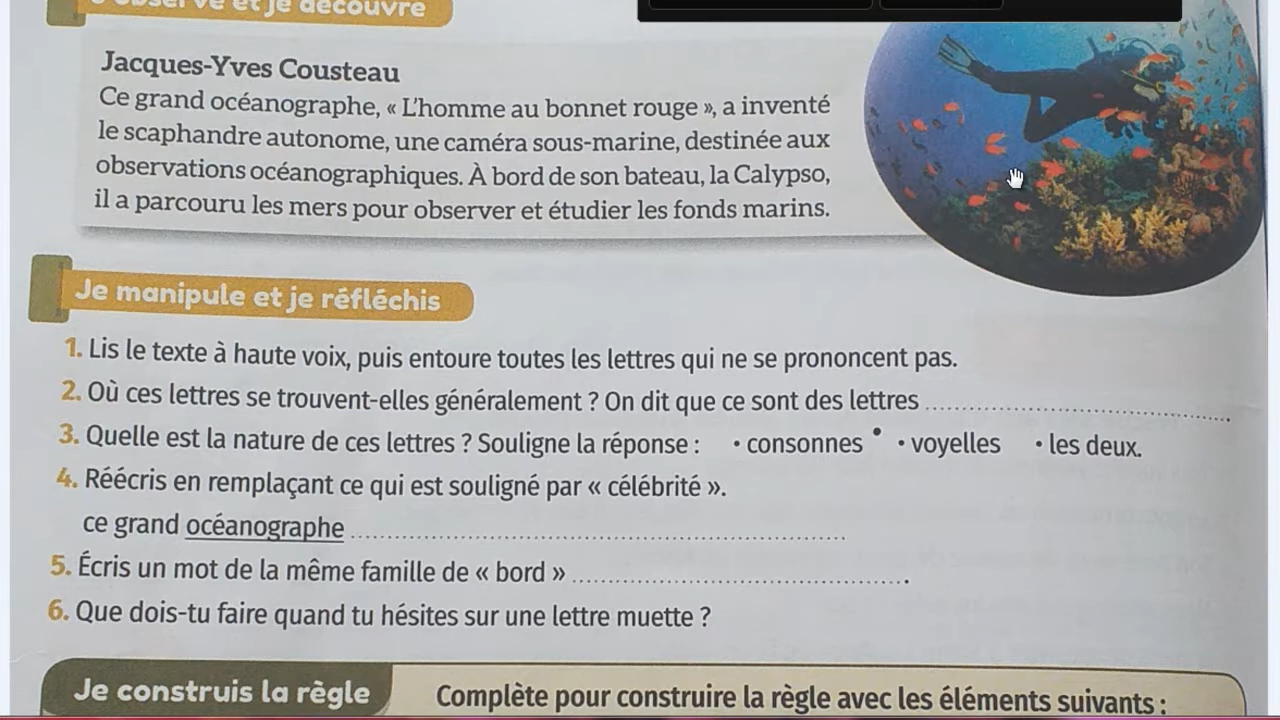 J'observe et je découvre
Jacques-Yves Cousteau
Ce grand océanographe, « L'homme au bonnet rouge », a inventé
le scaphandre autonome, une caméra sous-marine, destinée aux
observations océanographiques. À bord de son bateau, la Calypso,
il a parcouru les mers pour observer et étudier les fonds marins.
Je manipule et je réfléchis
1. Lis le texte à haute voix, puis entoure toutes les lettres qui ne se prononcent pas.
2. Où ces lettres se trouvent-elles généralement ? On dit que ce sont des lettres ....................
3. Quelle est la nature de ces lettres ? Souligne la réponse : • consonnes • voyelles • les deux.
4. Réécris en remplaçant ce qui est souligné par « célébrité ».
ce grand océanographe ....................
5. Écris un mot de la même famille de « bord » .....................
6. Que dois-tu faire quand tu hésites sur une lettre muette ?
Je construis la règle
Complète pour construire la règle avec les éléments suivants :